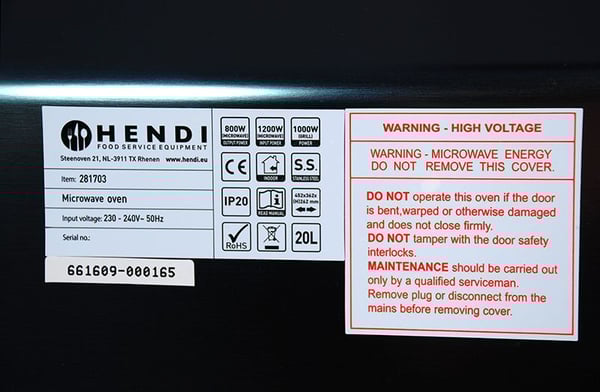 HENDI
FOOD SERVICE EQUIPMENT
Steenoven 21, NL-3911 TX Rhenen www.hendi.eu
Item: 281703
Microwave oven
Input voltage: 230 - 240V~ 50Hz
Serial no.:
661609-000165
800W
(MICROWAVE)
OUTPUT POWER
1200W
(MICROWAVE)
INPUT POWER
1000W
(GRILL)
POWER
CE
INDOOR
S.S.
STAINLESS STEEL
IP20
READ MANUAL
452x362x
(H)262 mm
RoHS
20L
WARNING - HIGH VOLTAGE
WARNING - MICROWAVE ENERGY
DO NOT REMOVE THIS COVER.
DO NOT operate this oven if the door
is bent,warped or otherwise damaged
and does not close firmly.
DO NOT tamper with the door safety
interlocks.
MAINTENANCE should be carried out
only by a qualified serviceman.
Remove plug or disconnect from the
mains before removing cover.